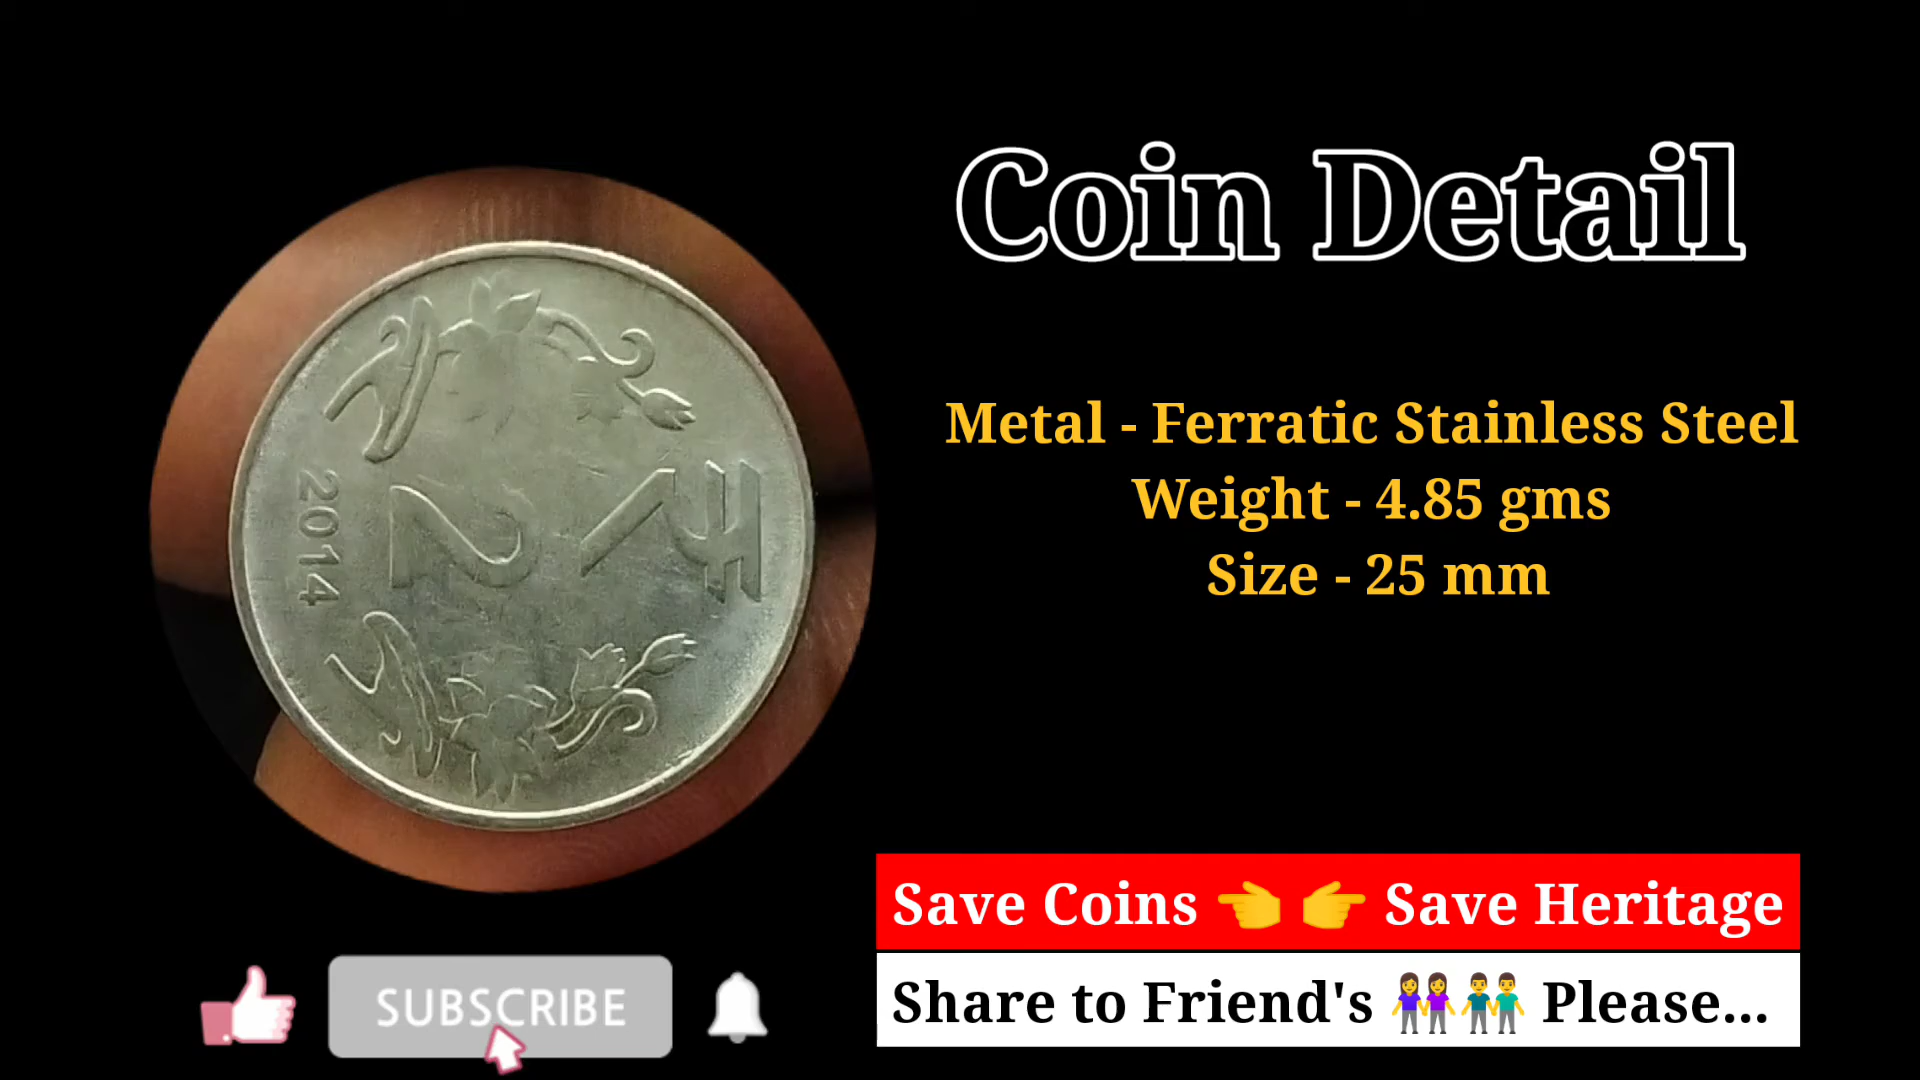 Coin Detail
₹
2
2014
Metal - Ferratic Stainless Steel
Weight - 4.85 gms
Size - 25 mm
Save Coins 👈 👉 Save Heritage
Share to Friend's 👭 👬 Please...
SUBSCRIBE